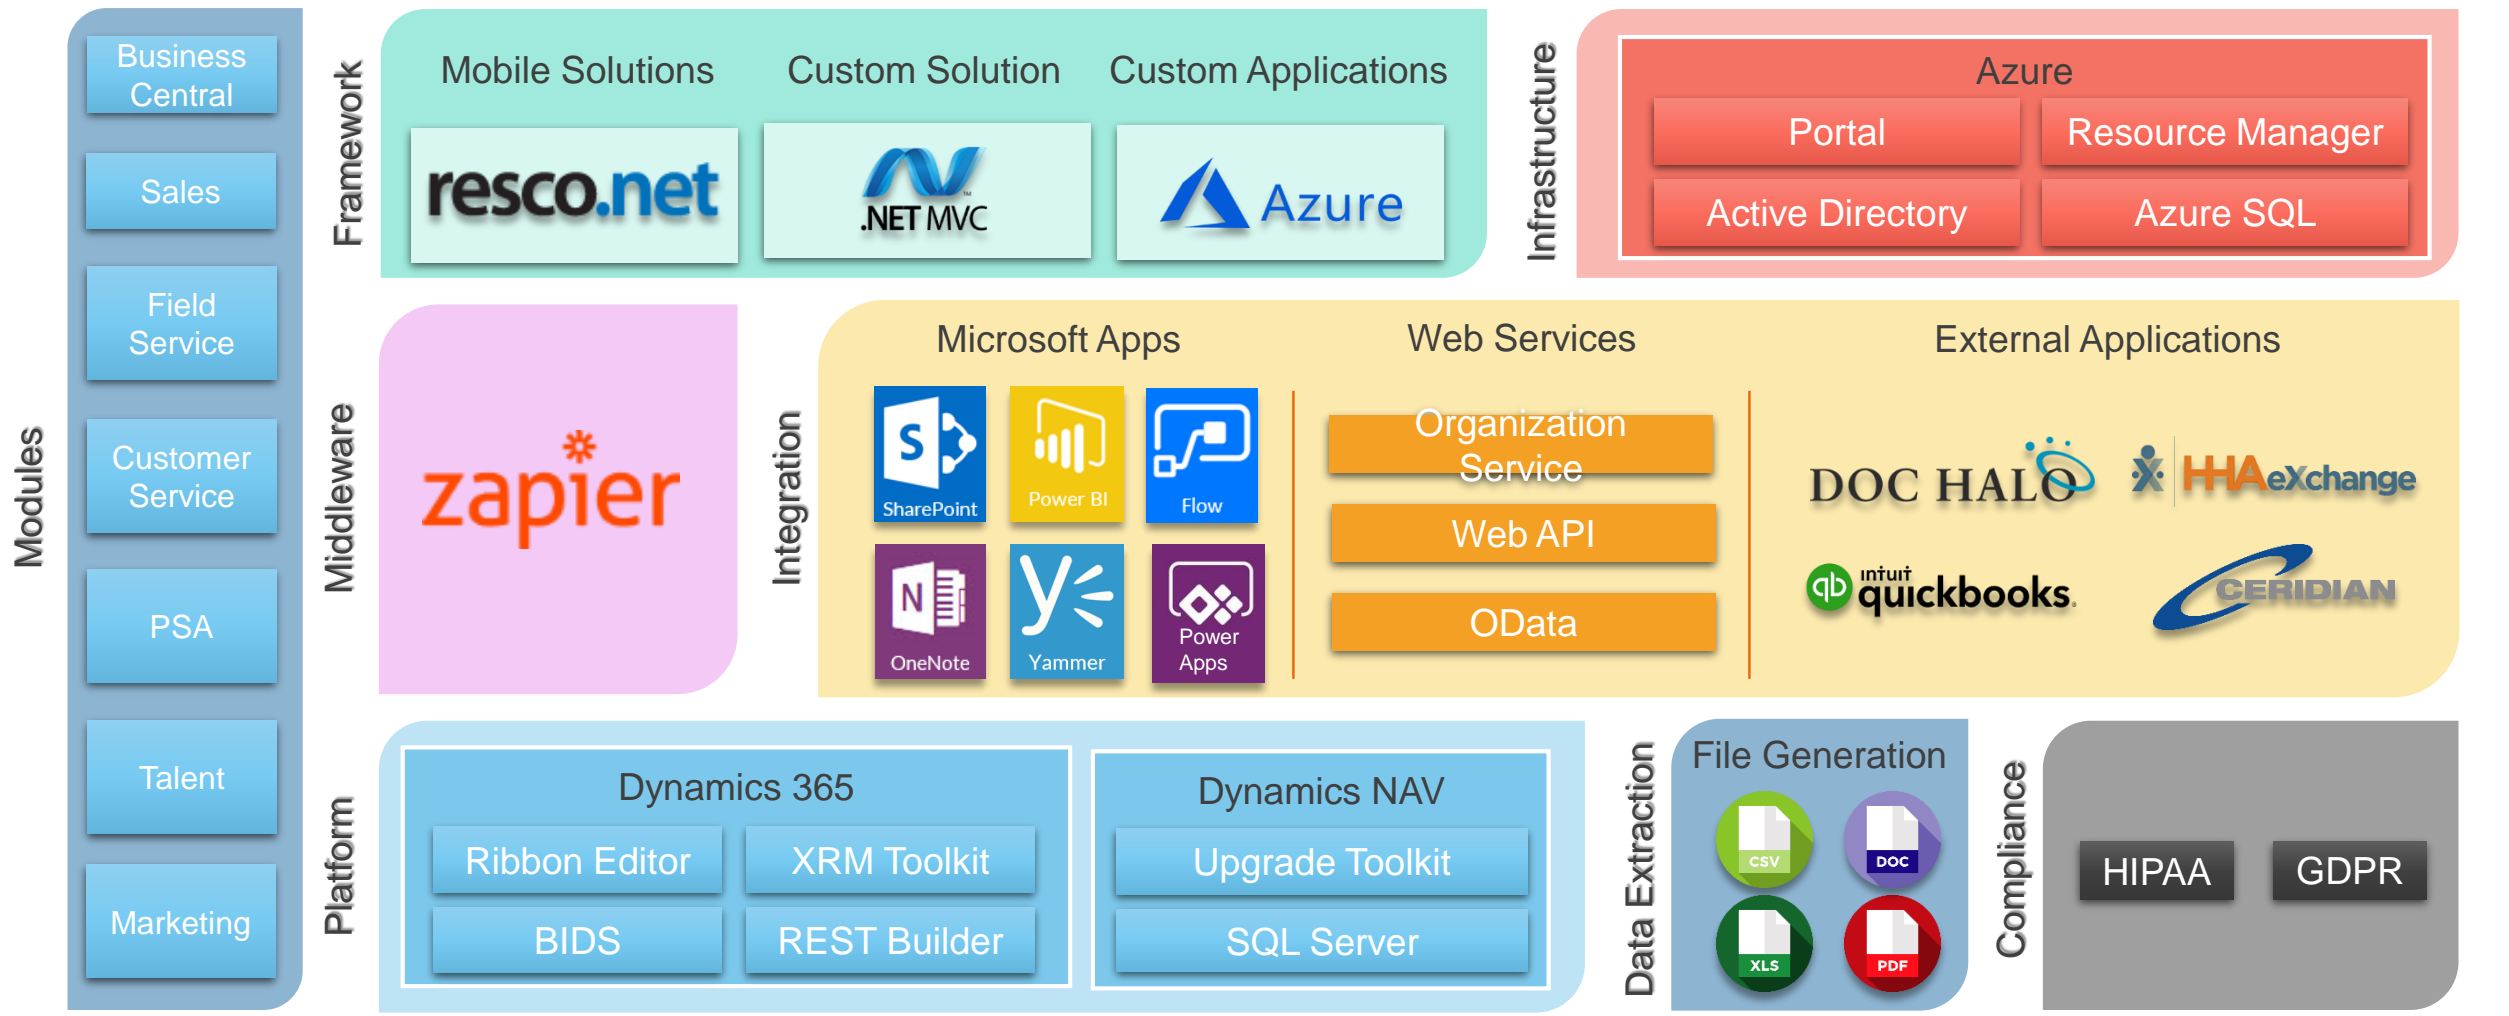 Modules
Business
Central
Sales
Field
Service
Customer
Service
PSA
Talent
Marketing
Framework
Mobile Solutions
resco.net
Custom Solution
.NET MVC
™
Custom Applications
Azure
Infrastructure
Azure
Portal
Resource Manager
Active Directory
Azure SQL
Middleware
zapier
Integration
Microsoft Apps
S
SharePoint
Power BI
Flow
N
OneNote
Yammer
Power
Apps
Web Services
Organization
Service
Web API
OData
External Applications
DOC HALO
HHAeXchange
qb
intuit
quickbooks.
CERIDIAN
Platform
Dynamics 365
Ribbon Editor
XRM Toolkit
BIDS
REST Builder
Dynamics NAV
Upgrade Toolkit
SQL Server
Data Extraction
File Generation
CSV
DOC
XLS
PDF
Compliance
HIPAA
GDPR